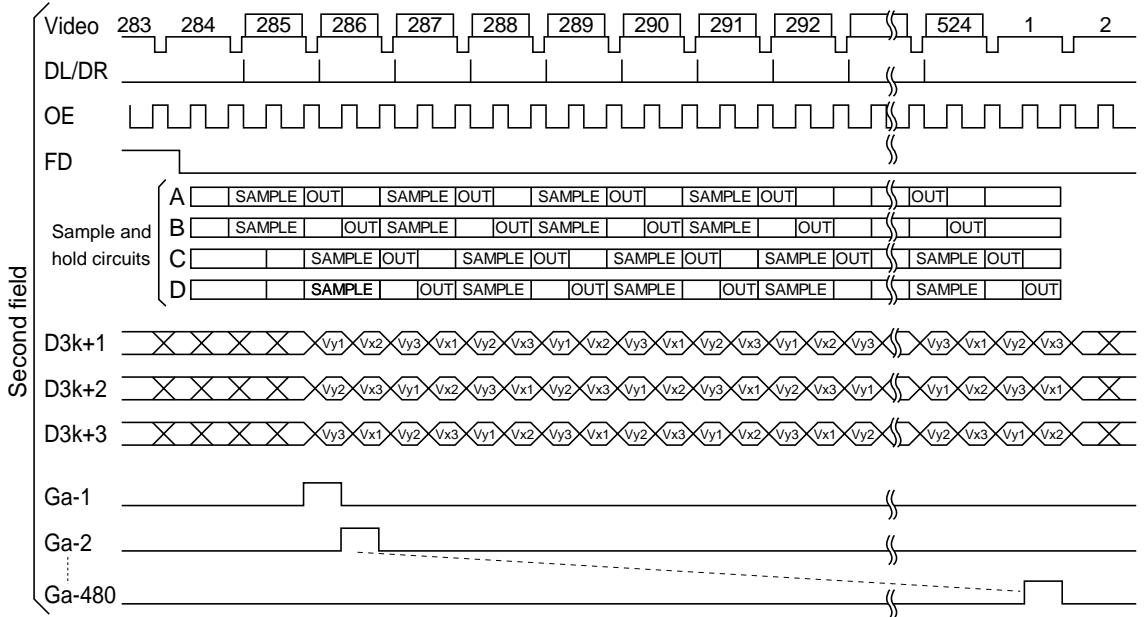 Second field
Video 283 284 285 286 287 288 289 290 291 292 524 1 2
DL/DR
OE
FD
Sample and
hold circuits
A SAMPLE OUT SAMPLE OUT SAMPLE OUT SAMPLE OUT OUT
B SAMPLE OUT SAMPLE OUT SAMPLE OUT SAMPLE OUT OUT
C SAMPLE OUT SAMPLE OUT SAMPLE OUT SAMPLE OUT SAMPLE OUT
D SAMPLE OUT SAMPLE OUT SAMPLE OUT SAMPLE OUT SAMPLE OUT
D3k+1 Vy1 Vx2 Vy3 Vx1 Vy2 Vx3 Vy1 Vx2 Vy3 Vx1 Vy2 Vx3 Vy1 Vx2 Vy3 Vy3 Vx1 Vy2 Vx3
D3k+2 Vy2 Vx3 Vy1 Vx2 Vy3 Vx1 Vy2 Vx3 Vy1 Vx2 Vy3 Vx1 Vy2 Vx3 Vy1 Vy1 Vx2 Vy3 Vx1
D3k+3 Vy3 Vx1 Vy2 Vx3 Vy1 Vx2 Vy3 Vx1 Vy2 Vx3 Vy1 Vx2 Vy3 Vx1 Vy2 Vy2 Vx3 Vy1 Vx2
Ga-1
Ga-2
Ga-480